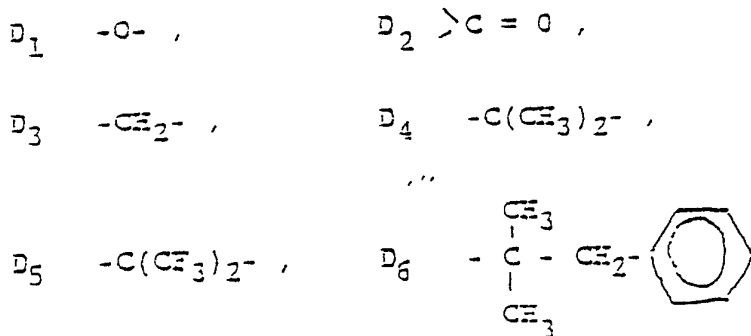 D1 -O- , D2 >C = O ,
D3 -CH2- , D4 -C(CH3)2- ,
CH3
D5 -C(CH3)2- , D6 - C - CH2-
CH3